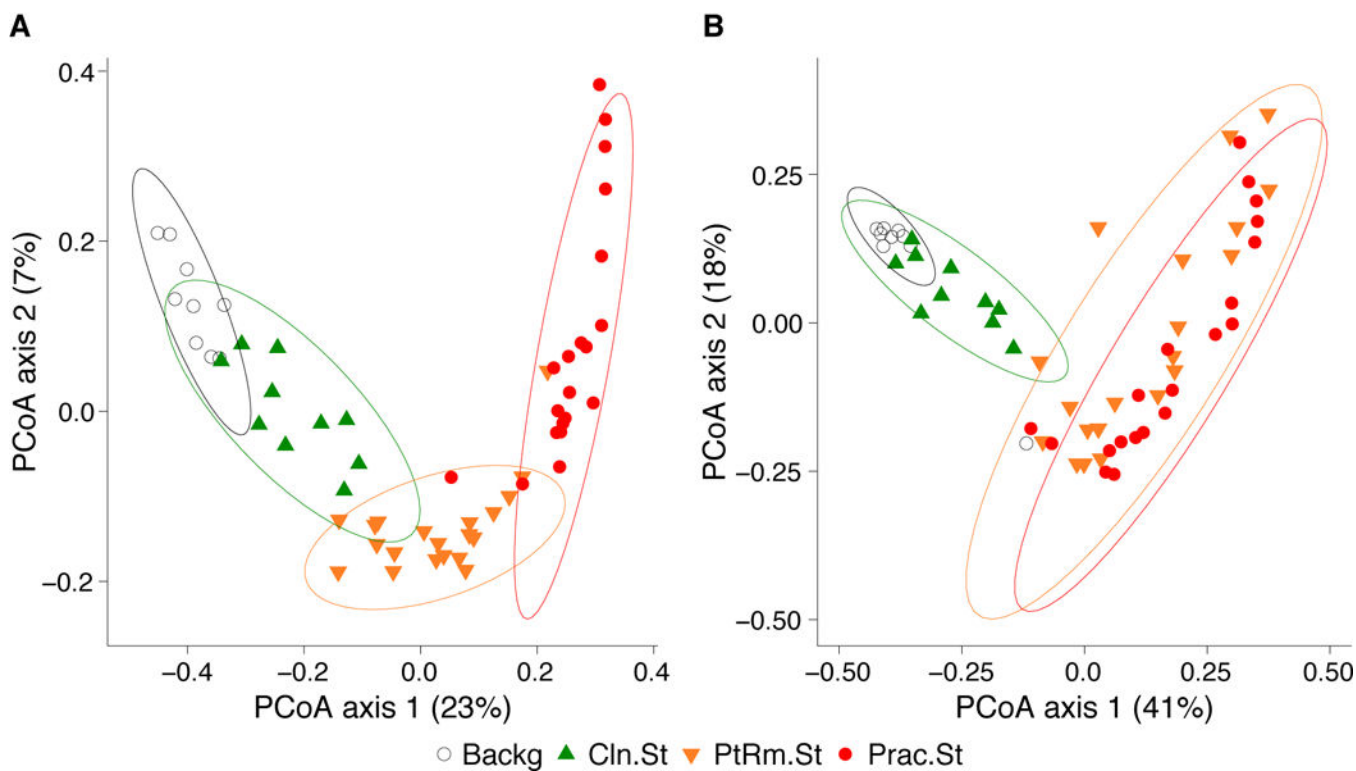 A
B
0.4
0.2
0.0
−0.2
PCoA axis 2 (7%)
−0.4
−0.2
0.0
0.2
0.4
PCoA axis 1 (23%)
0.25
0.00
−0.25
−0.50
PCoA axis 2 (18%)
−0.50
−0.25
0.00
0.25
0.50
PCoA axis 1 (41%)
Backg Cln.St PtRm.St Prac.St